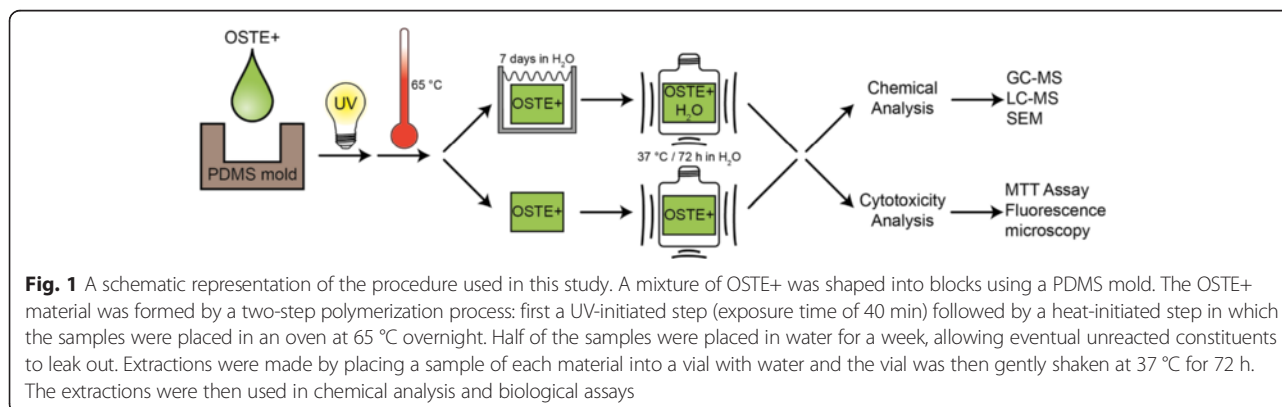 OSTE+
UV
65 °C
PDMS mold
7 days in H₂O
OSTE+
OSTE+
H₂O
37 °C / 72 h in H₂O
OSTE+
OSTE+
Chemical
Analysis
GC-MS
LC-MS
SEM
Cytotoxicity
Analysis
MTT Assay
Fluorescence
microscopy
Fig. 1 A schematic representation of the procedure used in this study. A mixture of OSTE+ was shaped into blocks using a PDMS mold. The OSTE+
material was formed by a two-step polymerization process: first a UV-initiated step (exposure time of 40 min) followed by a heat-initiated step in which
the samples were placed in an oven at 65 °C overnight. Half of the samples were placed in water for a week, allowing eventual unreacted constituents
to leak out. Extractions were made by placing a sample of each material into a vial with water and the vial was then gently shaken at 37 °C for 72 h.
The extractions were then used in chemical analysis and biological assays